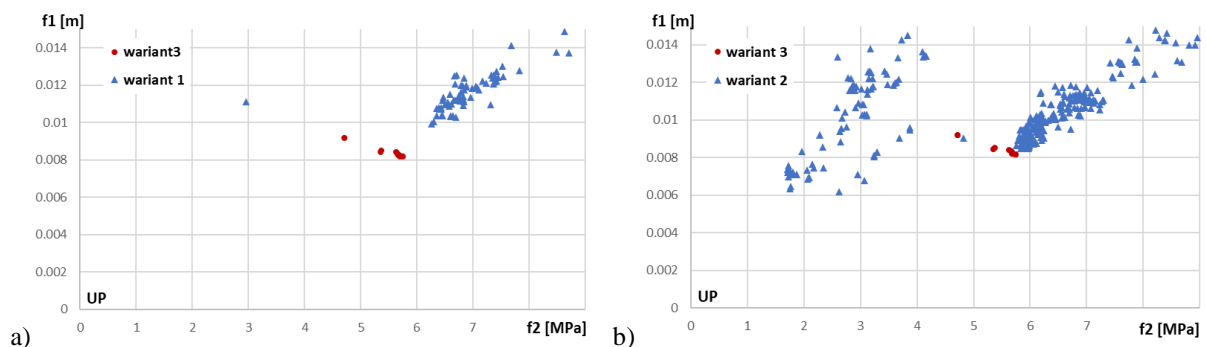 f1 [m]
0.014
0.012
0.01
0.008
0.006
0.004
0.002
0
wariant3
wariant 1
UP
0 1 2 3 4 5 6 7
f2 [MPa]
a)
f1 [m]
0.014
0.012
0.01
0.008
0.006
0.004
0.002
0
wariant 3
wariant 2
UP
0 1 2 3 4 5 6 7
f2 [MPa]
b)